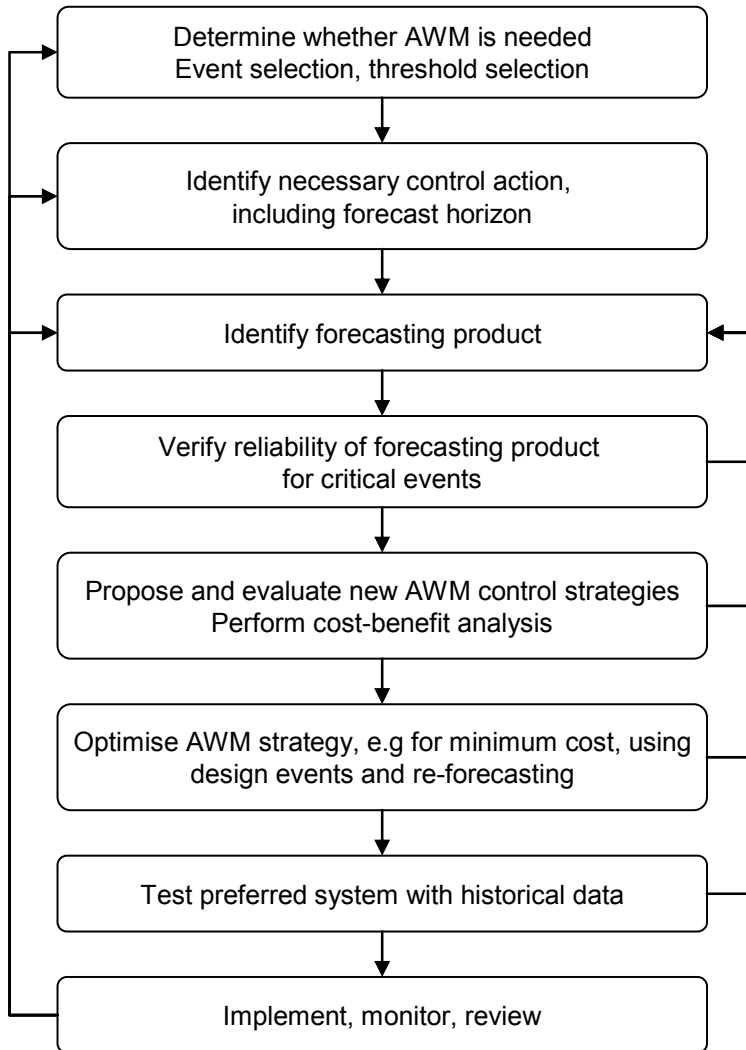 Determine whether AWM is needed
Event selection, threshold selection
Identify necessary control action,
including forecast horizon
Identify forecasting product
Verify reliability of forecasting product
for critical events
Propose and evaluate new AWM control strategies
Perform cost-benefit analysis
Optimise AWM strategy, e.g for minimum cost, using
design events and re-forecasting
Test preferred system with historical data
Implement, monitor, review